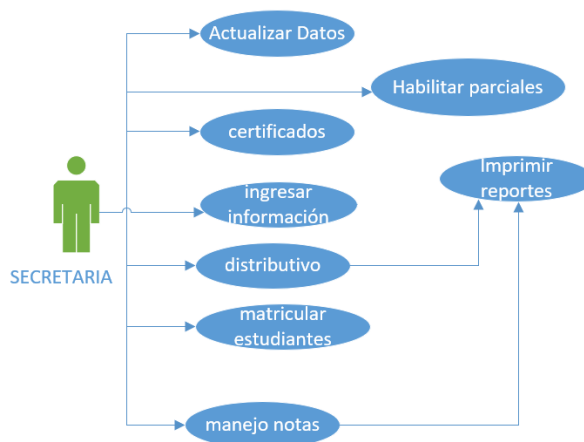 Actualizar Datos
Habilitar parciales
certificados
Imprimir
reportes
ingresar
información
SECRETARIA
distributivo
matricular
estudiantes
manejo notas